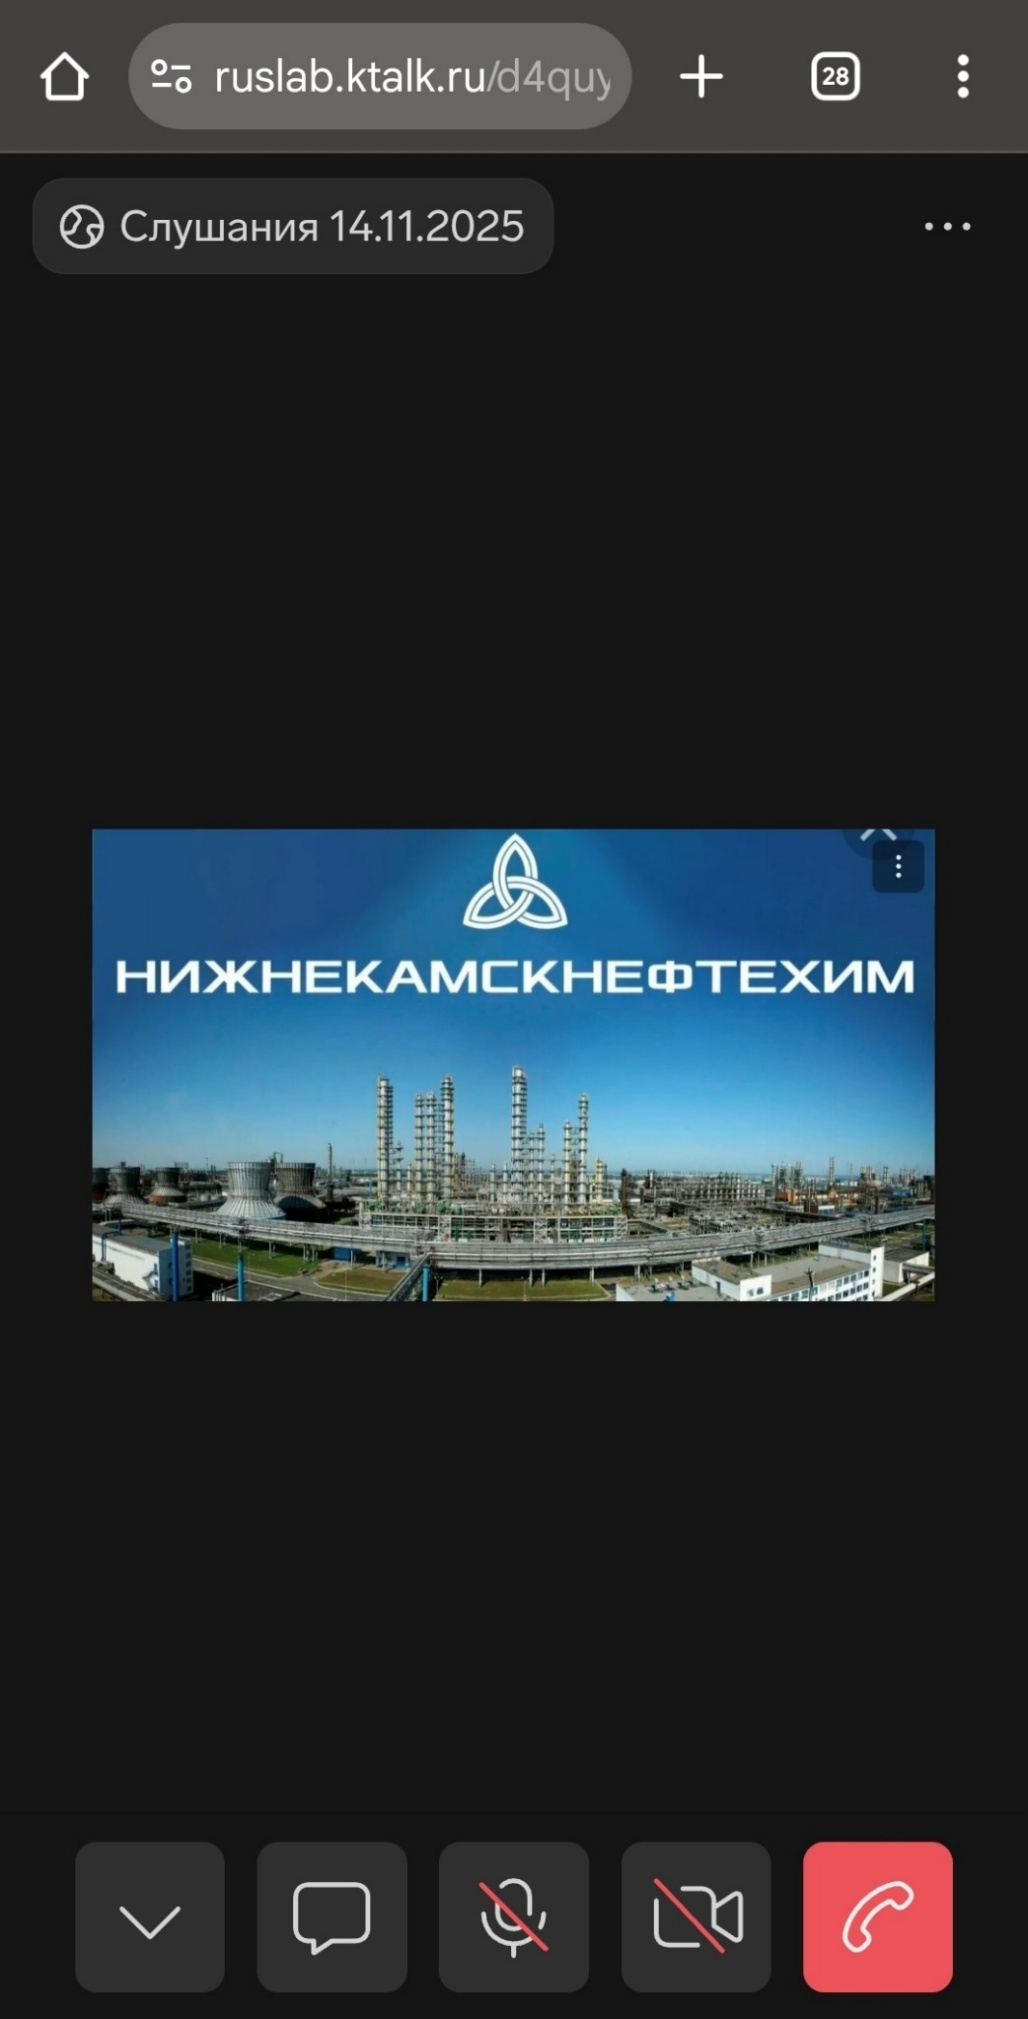 ruslab.ktalk.ru/d4quy
28
Слушания 14.11.2025
НИЖНЕКАМСКНЕФТЕХИМ